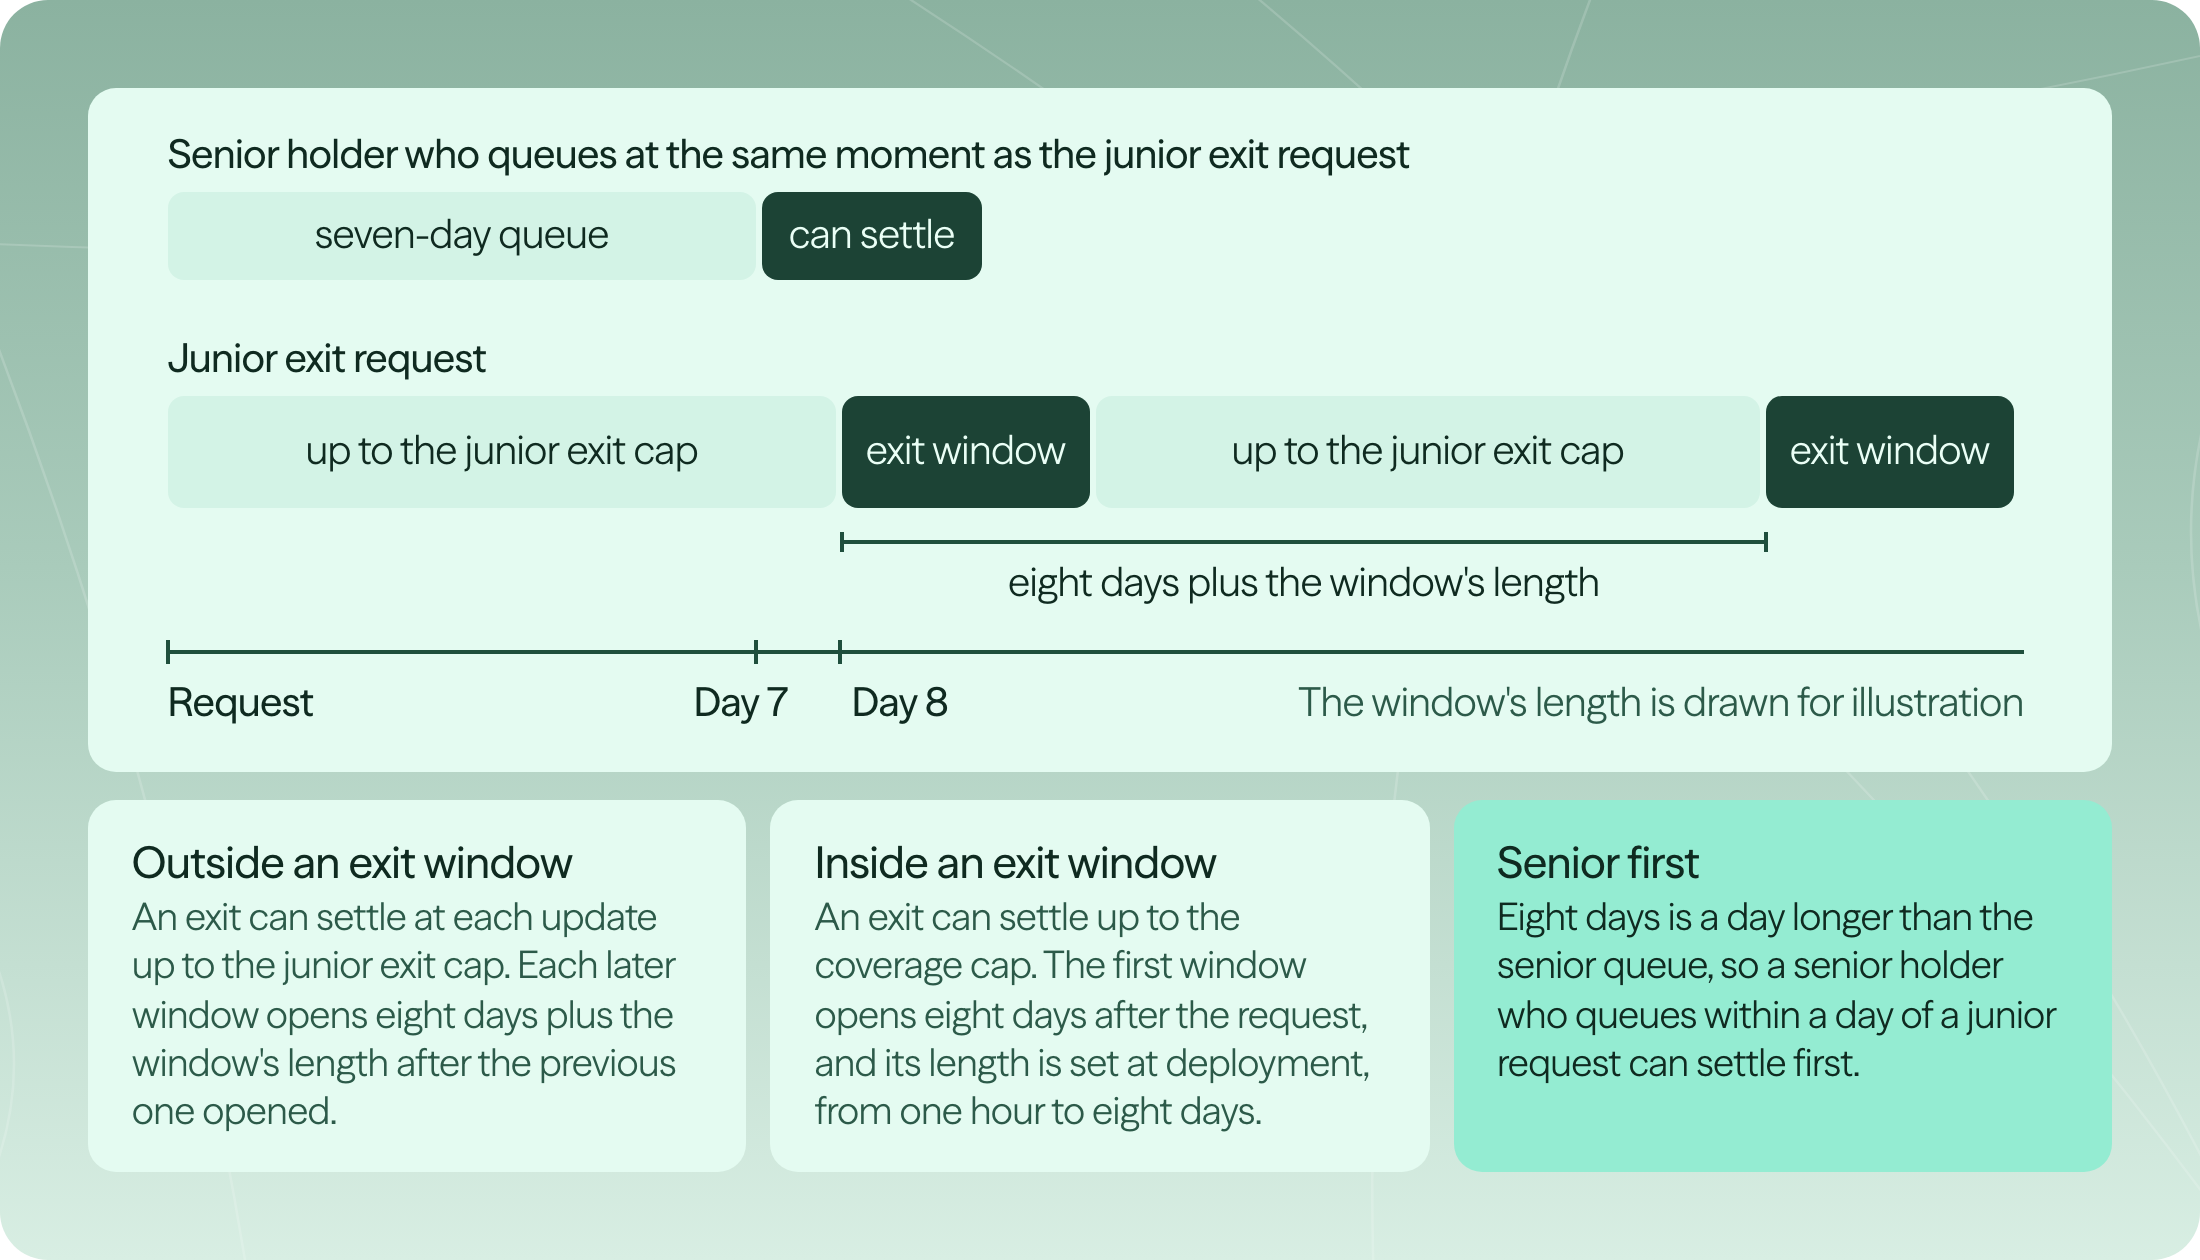 Senior holder who queues at the same moment as the junior exit request
seven-day queue
can settle
Junior exit request
up to the junior exit cap
exit window
up to the junior exit cap
exit window
eight days plus the window's length
Request
Day 7
Day 8
The window's length is drawn for illustration
Outside an exit window
An exit can settle at each update
up to the junior exit cap. Each later
window opens eight days plus the
window's length after the previous
one opened.
Inside an exit window
An exit can settle up to the
coverage cap. The first window
opens eight days after the request,
and its length is set at deployment,
from one hour to eight days.
Senior first
Eight days is a day longer than the
senior queue, so a senior holder
who queues within a day of a junior
request can settle first.